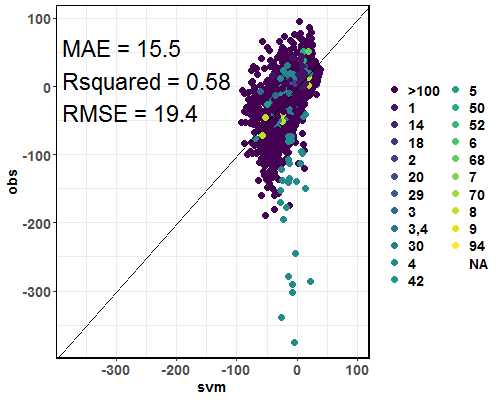 MAE = 15.5
Rsquared = 0.58
RMSE = 19.4
100
0
-100
-200
-300
obs
-300 -200 -100 0 100
svm
>100 5
1 50
14 52
18 6
2 68
20 7
29 70
3 8
3,4 9
30 94
4 NA
42